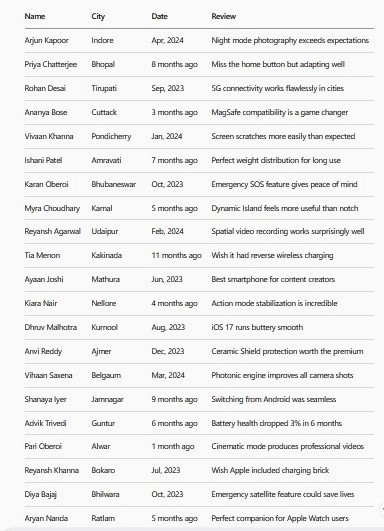 Name City Date Review
Arjun Kapoor Indore Apr, 2024 Night mode photography exceeds expectations
Priya Chatterjee Bhopal 8 months ago Miss the home button but adapting well
Rohan Desai Tirupati Sep, 2023 5G connectivity works flawlessly in cities
Ananya Bose Cuttack 3 months ago MagSafe compatibility is a game changer
Vivaan Khanna Pondicherry Jan, 2024 Screen scratches more easily than expected
Ishani Patel Amravati 7 months ago Perfect weight distribution for long use
Karan Oberoi Bhubaneswar Oct, 2023 Emergency SOS feature gives peace of mind
Myra Choudhary Karnal 5 months ago Dynamic Island feels more useful than notch
Reyansh Agarwal Udaipur Feb, 2024 Spatial video recording works surprisingly well
Tia Menon Kakinada 11 months ago Wish it had reverse wireless charging
Ayaan Joshi Mathura Jun, 2023 Best smartphone for content creators
Kiara Nair Nellore 4 months ago Action mode stabilization is incredible
Dhruv Malhotra Kurnool Aug, 2023 iOS 17 runs buttery smooth
Anvi Reddy Ajmer Dec, 2023 Ceramic Shield protection worth the premium
Vihaan Saxena Belgaum Mar, 2024 Photonic engine improves all camera shots
Shanaya Iyer Jamnagar 9 months ago Switching from Android was seamless
Advik Trivedi Guntur 6 months ago Battery health dropped 3% in 6 months
Pari Oberoi Alwar 1 month ago Cinematic mode produces professional videos
Reyansh Khanna Bokaro Jul, 2023 Wish Apple included charging brick
Diya Bajaj Bhilwara Oct, 2023 Emergency satellite feature could save lives
Aryan Nanda Ratlam 5 months ago Perfect companion for Apple Watch users